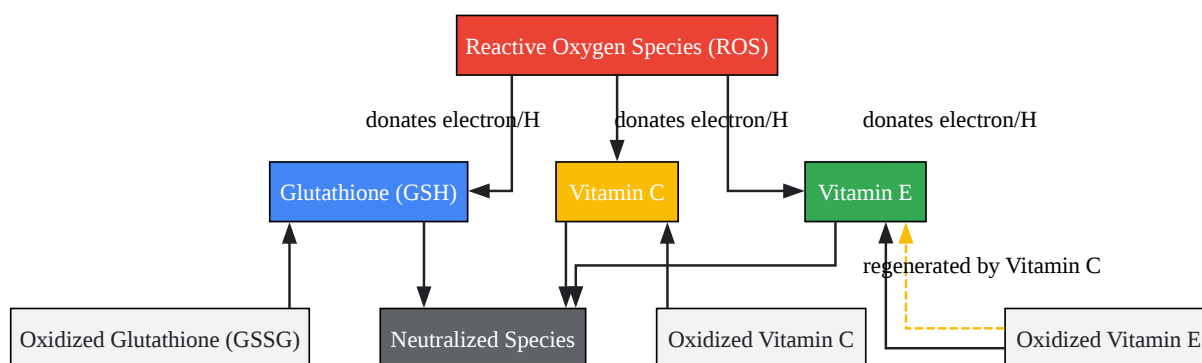 Reactive Oxygen Species (ROS)
donates electron/H
donates electron/H
donates electron/H
Glutathione (GSH)
Vitamin C
Vitamin E
regenerated by Vitamin C
Oxidized Glutathione (GSSG)
Neutralized Species
Oxidized Vitamin C
Oxidized Vitamin E